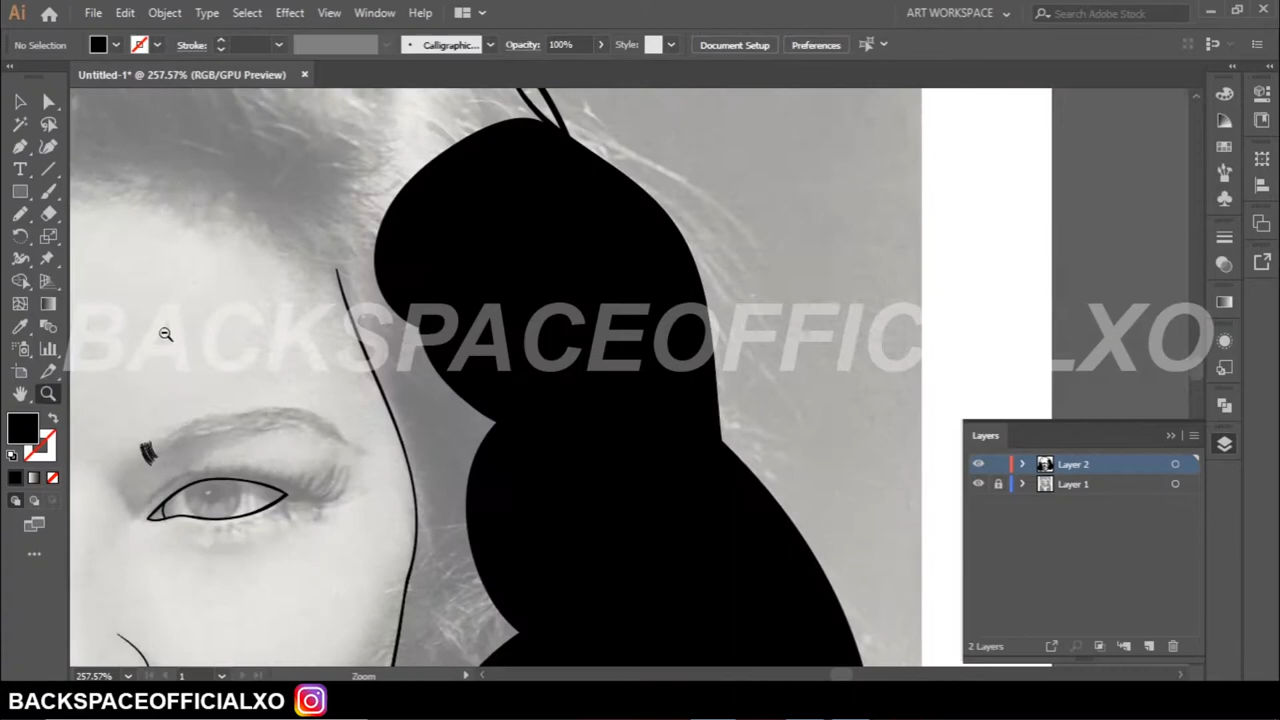 Ai File Edit Object Type Select Effect View Window Help ART WORKSPACE Search Adobe Stock
No Selection Stroke: Calligraphic... Opacity: 100% Style: Document Setup Preferences
Untitled-1* @ 257.57% (RGB/GPU Preview)
BACKSPACEOFFICIALXO
Layers
Layer 2
Layer 1
2 Layers
257.57% 1 Zoom
BACKSPACEOFFICIALXO